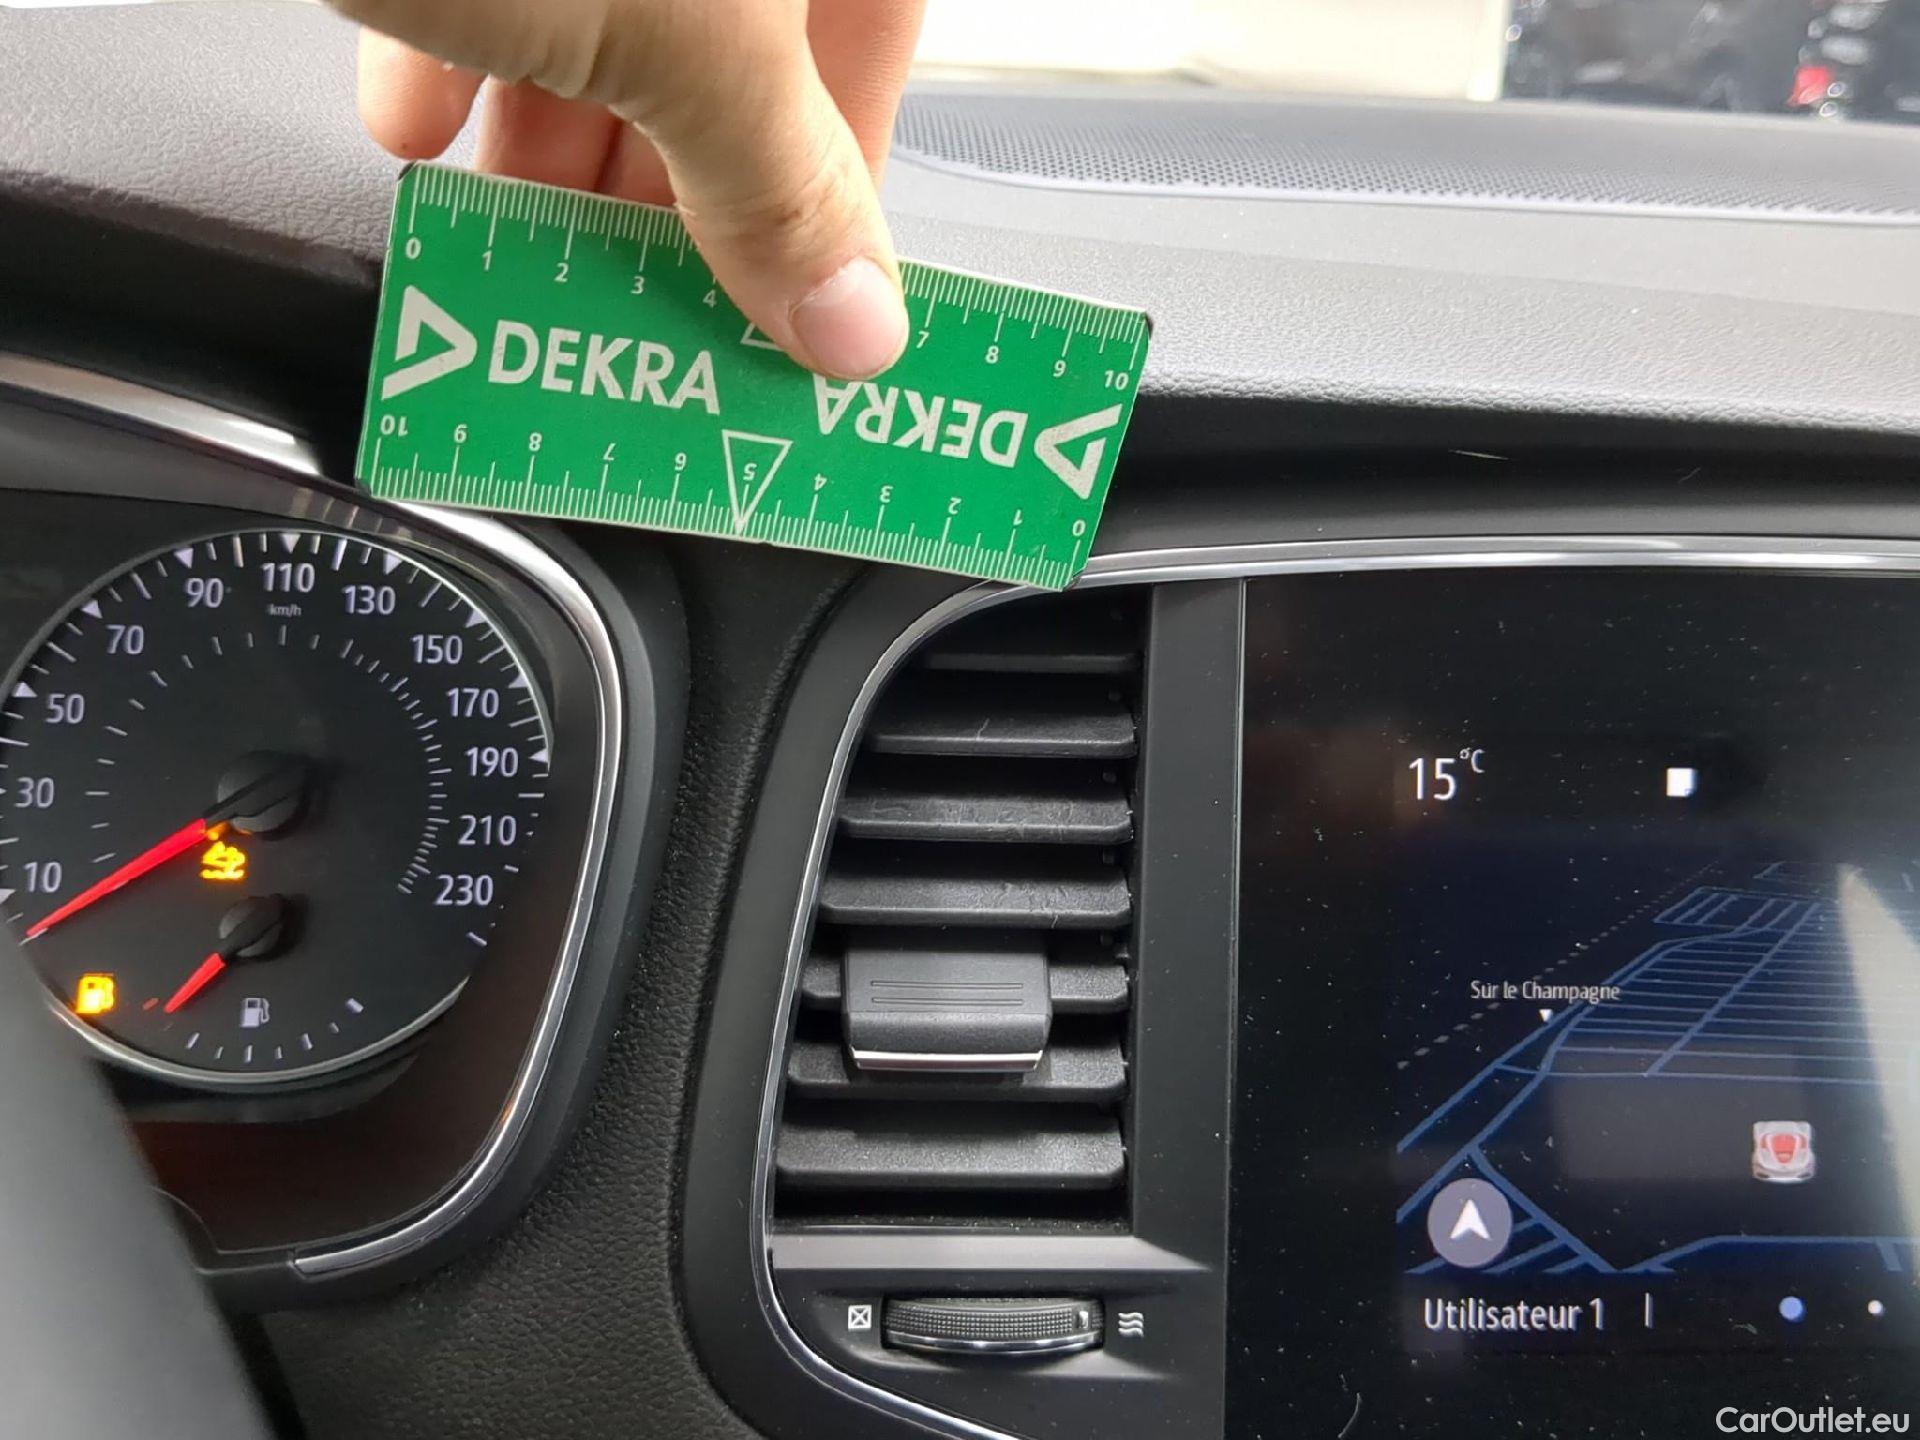 0 1 2 3 4 7 8 9 10
DEKRA
DEKRA
10 9 8 7 6 5 4 3 2 1 0
10
30
50
70
90
110
130
150
170
190
210
230
km/h
15°C
Sur le Champagne
Utilisateur 1
CarOutlet.eu